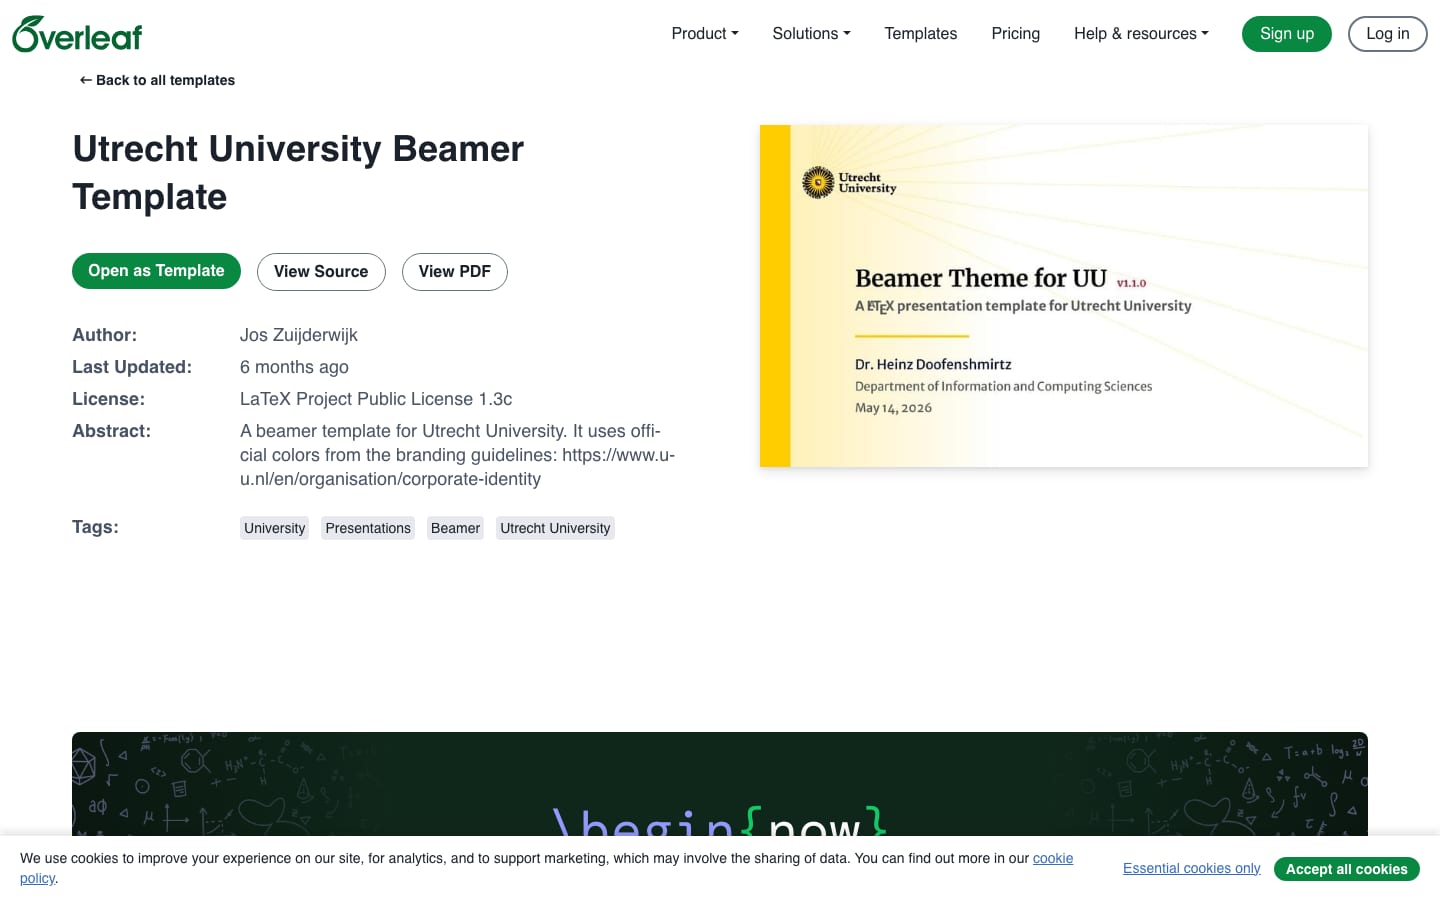 Overleaf
Product
Solutions
Templates
Pricing
Help & resources
Sign up
Log in
← Back to all templates
Utrecht University Beamer
Template
Open as Template
View Source
View PDF
Author: Jos Zuijderwijk
Last Updated: 6 months ago
License: LaTeX Project Public License 1.3c
Abstract: A beamer template for Utrecht University. It uses offi-
cial colors from the branding guidelines: https://www.u-
u.nl/en/organisation/corporate-identity
Tags: University Presentations Beamer Utrecht University
Utrecht
University
Beamer Theme for UU v1.1.0
A LATEX presentation template for Utrecht University
Dr. Heinz Doofenshmirtz
Department of Information and Computing Sciences
May 14, 2026
\begin{now}
We use cookies to improve your experience on our site, for analytics, and to support marketing, which may involve the sharing of data. You can find out more in our cookie
policy.
Essential cookies only
Accept all cookies